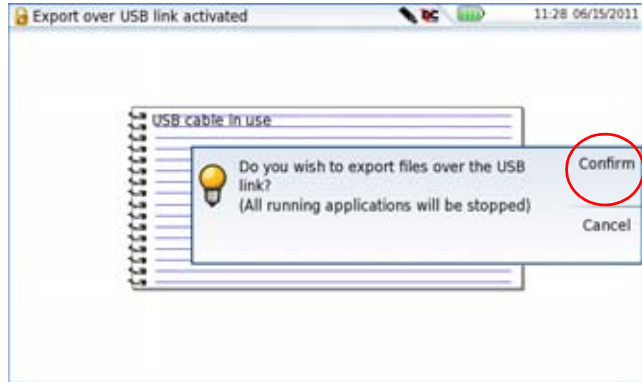 Export over USB link activated
DC
11:28 06/15/2011
USB cable in use
Do you wish to export files over the USB
link?
(All running applications will be stopped)
Confirm
Cancel